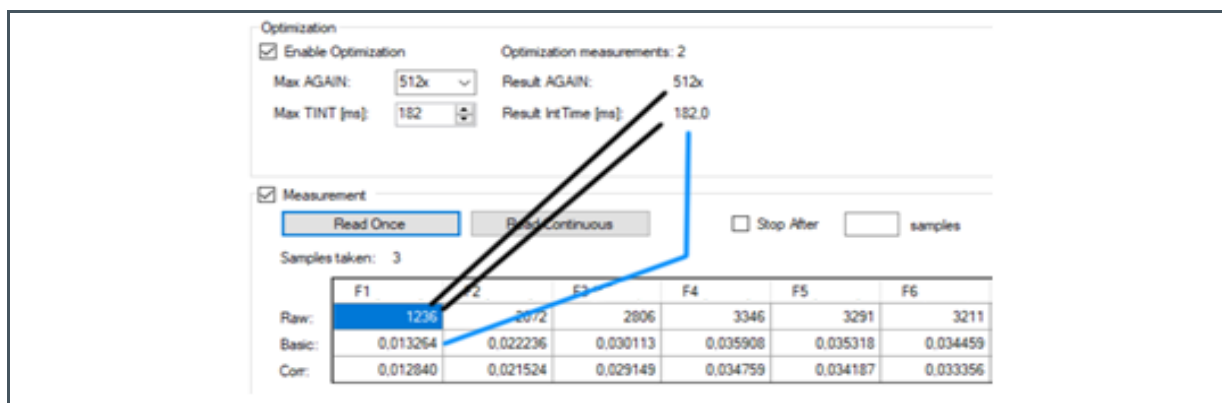 Optimization
Enable Optimization Optimization measurements: 2
Max AGAIN: 512x Result AGAIN: 512x
Max TINT [ms]: 182 Result IntTime [ms]: 182.0
Measurement
Read Once Read Continuous Stop After samples
Samples taken: 3
F1 F2 F3 F4 F5 F6
Raw: 1236 2072 2806 3346 3291 3211
Basic: 0,013264 0,022236 0,030113 0,035908 0,035318 0,034459
Corr: 0,012840 0,021524 0,029149 0,034759 0,034187 0,033356